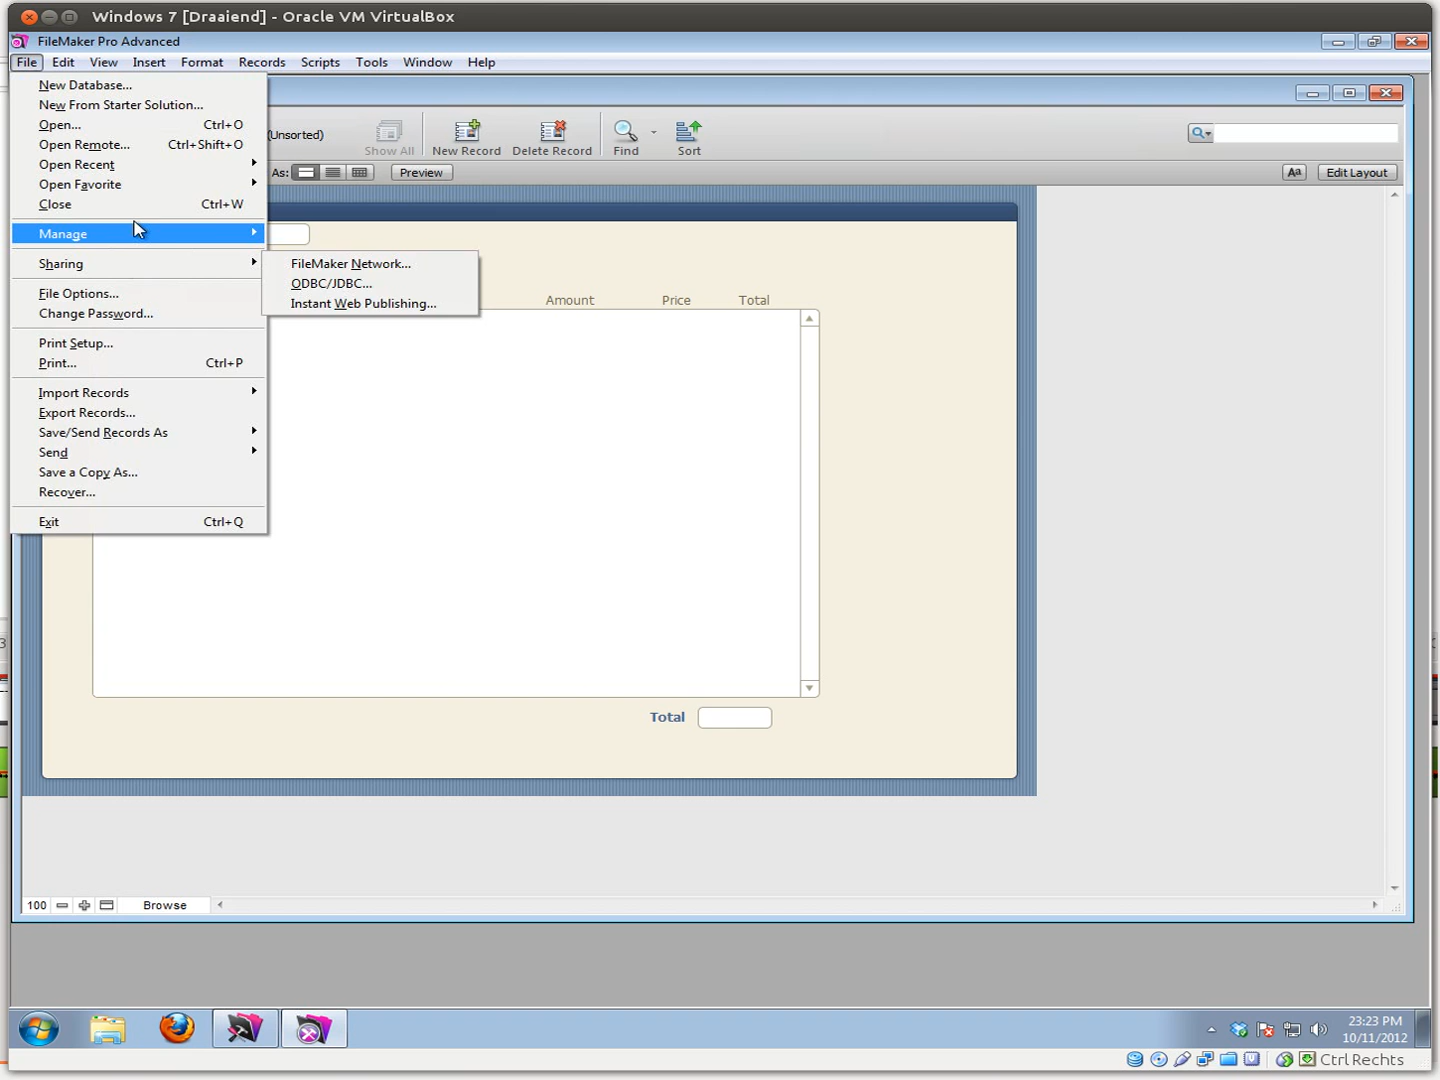 Windows 7 [Draaiend] - Oracle VM VirtualBox
FileMaker Pro Advanced
File Edit View Insert Format Records Scripts Tools Window Help
New Database...
New From Starter Solution...
Open... Ctrl+O
Open Remote... Ctrl+Shift+O
Open Recent
Open Favorite
Close Ctrl+W
Manage
Sharing
File Options...
Change Password...
Print Setup...
Print... Ctrl+P
Import Records
Export Records...
Save/Send Records As
Send
Save a Copy As...
Recover...
Exit Ctrl+Q
FileMaker Network...
ODBC/JDBC...
Instant Web Publishing...
(Unsorted)
Show All New Record Delete Record Find Sort
As: Preview Aa Edit Layout
Amount Price Total
Total
100 Browse
23:23 PM
10/11/2012
Ctrl Rechts